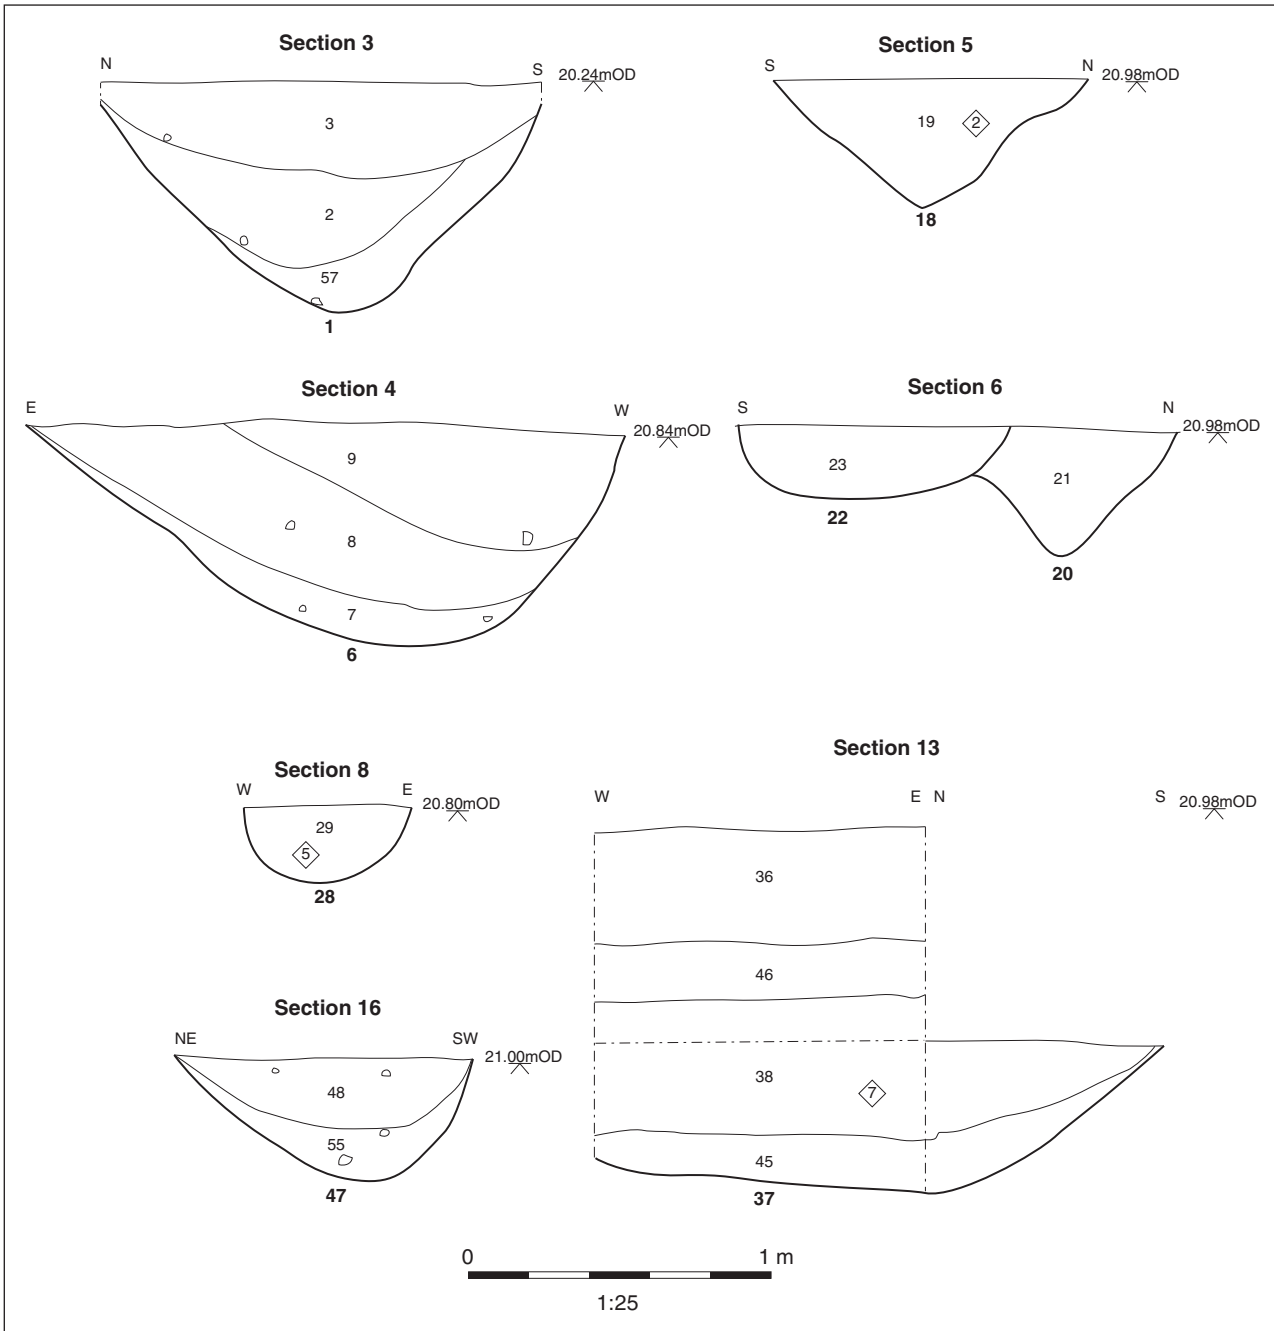 Section 3
N
S
20.24mOD
3
2
57
1
Section 5
S
N
20.98mOD
19
2
18
Section 4
E
W
20.84mOD
9
8
7
6
Section 6
S
N
20.98mOD
23
21
22
20
Section 8
W
E
20.80mOD
29
5
28
Section 13
W
E N
S
20.98mOD
36
46
38
7
45
37
Section 16
NE
SW
21.00mOD
48
55
47
0
1 m
1:25